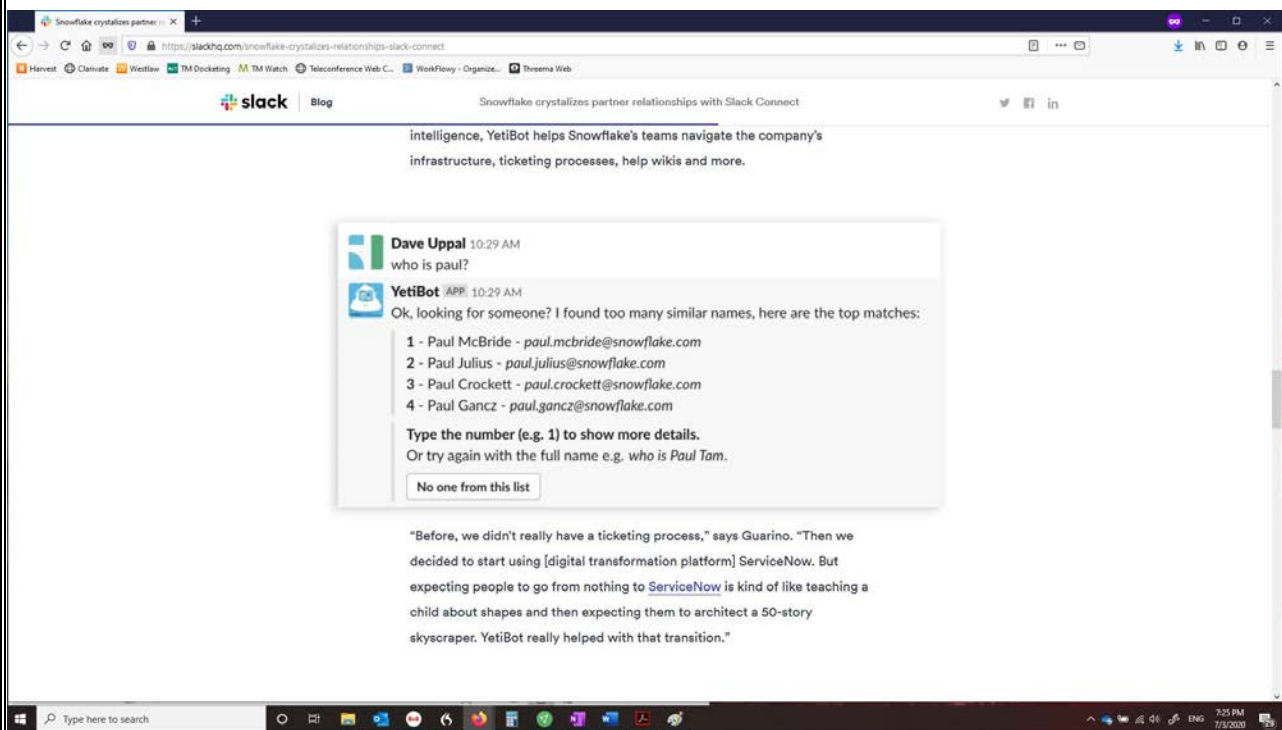 Snowflake crystalizes partner r
https://slackhq.com/snowflake-crystalizes-relationships-slack-connect
Harvest Clarivate Westlaw TM Docketing TM Watch Teleconference Web C... WorkFlowy - Organize... Threema Web
slack Blog Snowflake crystalizes partner relationships with Slack Connect
intelligence, YetiBot helps Snowflake's teams navigate the company's
infrastructure, ticketing processes, help wikis and more.
Dave Uppal 10:29 AM
who is paul?
YetiBot APP 10:29 AM
Ok, looking for someone? I found too many similar names, here are the top matches:
1 - Paul McBride - paul.mcbride@snowflake.com
2 - Paul Julius - paul.julius@snowflake.com
3 - Paul Crockett - paul.crockett@snowflake.com
4 - Paul Gancz - paul.gancz@snowflake.com
Type the number (e.g. 1) to show more details.
Or try again with the full name e.g. who is Paul Tam.
No one from this list
"Before, we didn't really have a ticketing process," says Guarino. "Then we
decided to start using [digital transformation platform] ServiceNow. But
expecting people to go from nothing to ServiceNow is kind of like teaching a
child about shapes and then expecting them to architect a 50-story
skyscraper. YetiBot really helped with that transition."
Type here to search
ENG 7:25 PM
7/3/2020